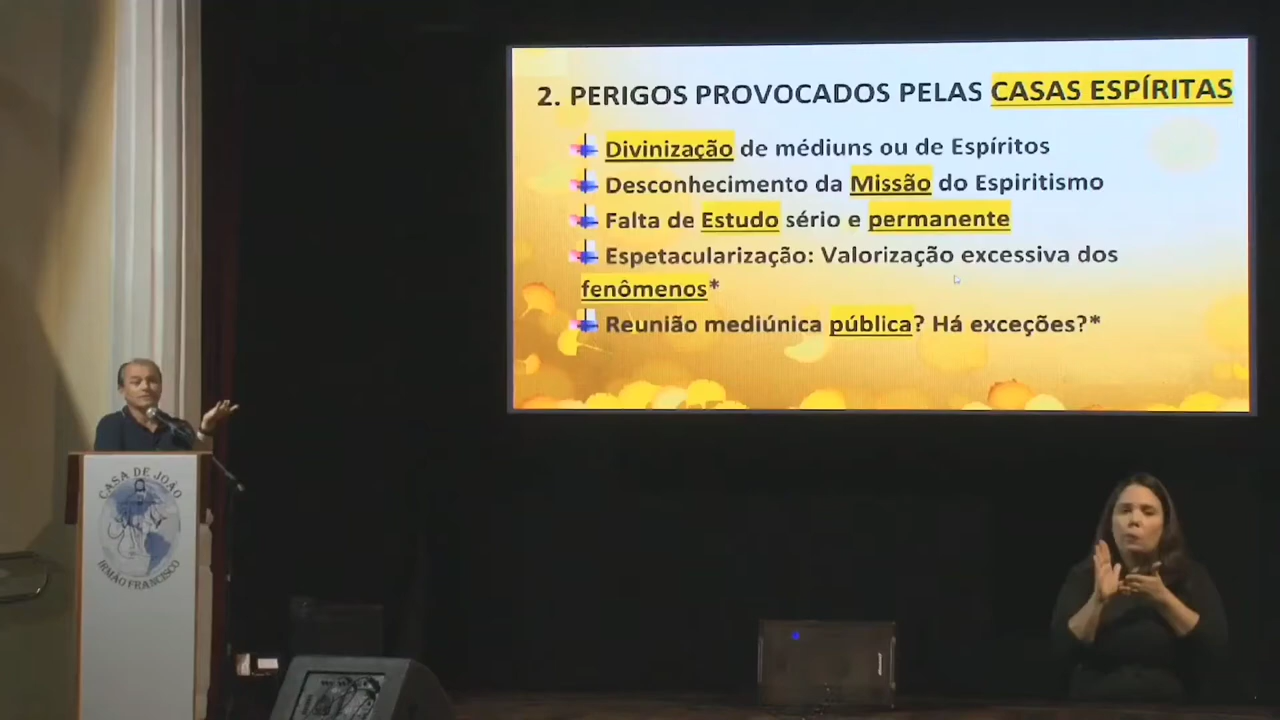 2. PERIGOS PROVOCADOS PELAS CASAS ESPÍRITAS
Divinização de médiuns ou de Espíritos
Desconhecimento da Missão do Espiritismo
Falta de Estudo sério e permanente
Espetacularização: Valorização excessiva dos
fenômenos*
Reunião mediúnica pública? Há exceções?*
CASA DE JOÃO
IRMÃO FRANCISCO